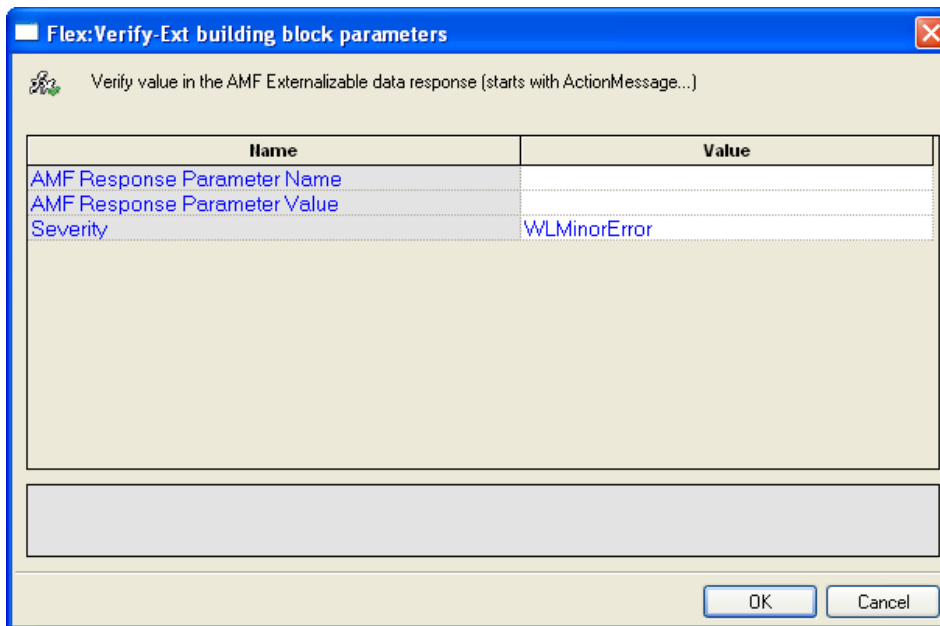 Flex:Verify-Ext building block parameters
Verify value in the AMF Externalizable data response (starts with ActionMessage...)
Name Value
AMF Response Parameter Name
AMF Response Parameter Value
Severity WLMinorError
OK Cancel